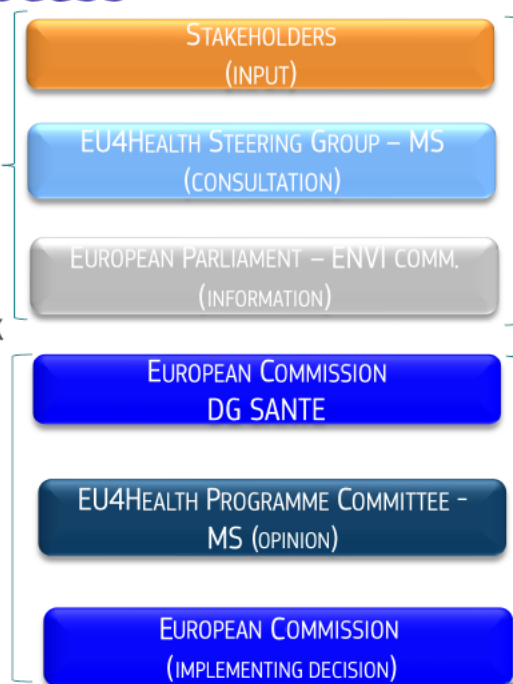 STAKEHOLDERS
(INPUT)
EU4HEALTH STEERING GROUP – MS
(CONSULTATION)
EUROPEAN PARLIAMENT – ENVI COMM.
(INFORMATION)
EUROPEAN COMMISSION
DG SANTE
EU4HEALTH PROGRAMME COMMITTEE -
MS (OPINION)
EUROPEAN COMMISSION
(IMPLEMENTING DECISION)